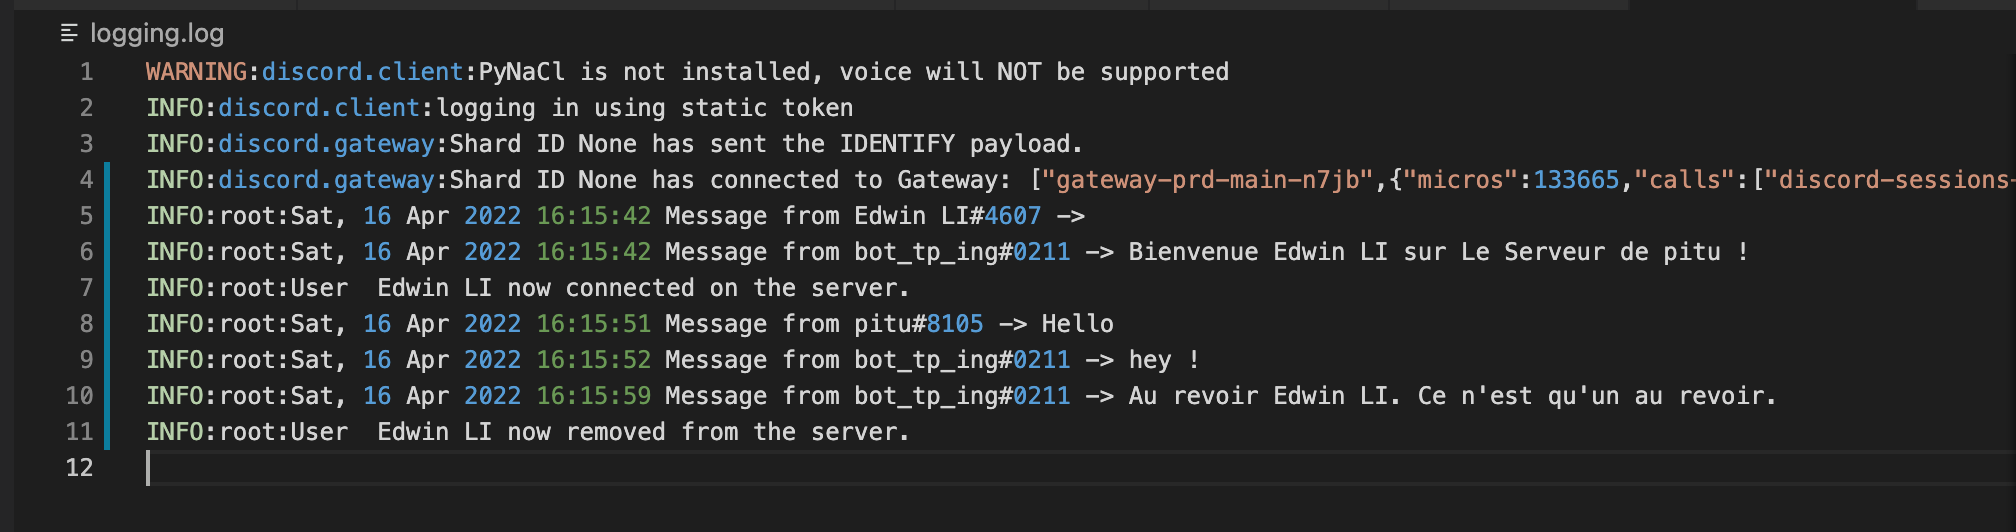 logging.log
1 WARNING:discord.client:PyNaCl is not installed, voice will NOT be supported
2 INFO:discord.client:logging in using static token
3 INFO:discord.gateway:Shard ID None has sent the IDENTIFY payload.
4 INFO:discord.gateway:Shard ID None has connected to Gateway: ["gateway-prd-main-n7jb",{"micros":133665,"calls":["discord-sessions-
5 INFO:root:Sat, 16 Apr 2022 16:15:42 Message from Edwin LI#4607 ->
6 INFO:root:Sat, 16 Apr 2022 16:15:42 Message from bot_tp_ing#0211 -> Bienvenue Edwin LI sur Le Serveur de pitu !
7 INFO:root:User  Edwin LI now connected on the server.
8 INFO:root:Sat, 16 Apr 2022 16:15:51 Message from pitu#8105 -> Hello
9 INFO:root:Sat, 16 Apr 2022 16:15:52 Message from bot_tp_ing#0211 -> hey !
10 INFO:root:Sat, 16 Apr 2022 16:15:59 Message from bot_tp_ing#0211 -> Au revoir Edwin LI. Ce n'est qu'un au revoir.
11 INFO:root:User  Edwin LI now removed from the server.
12